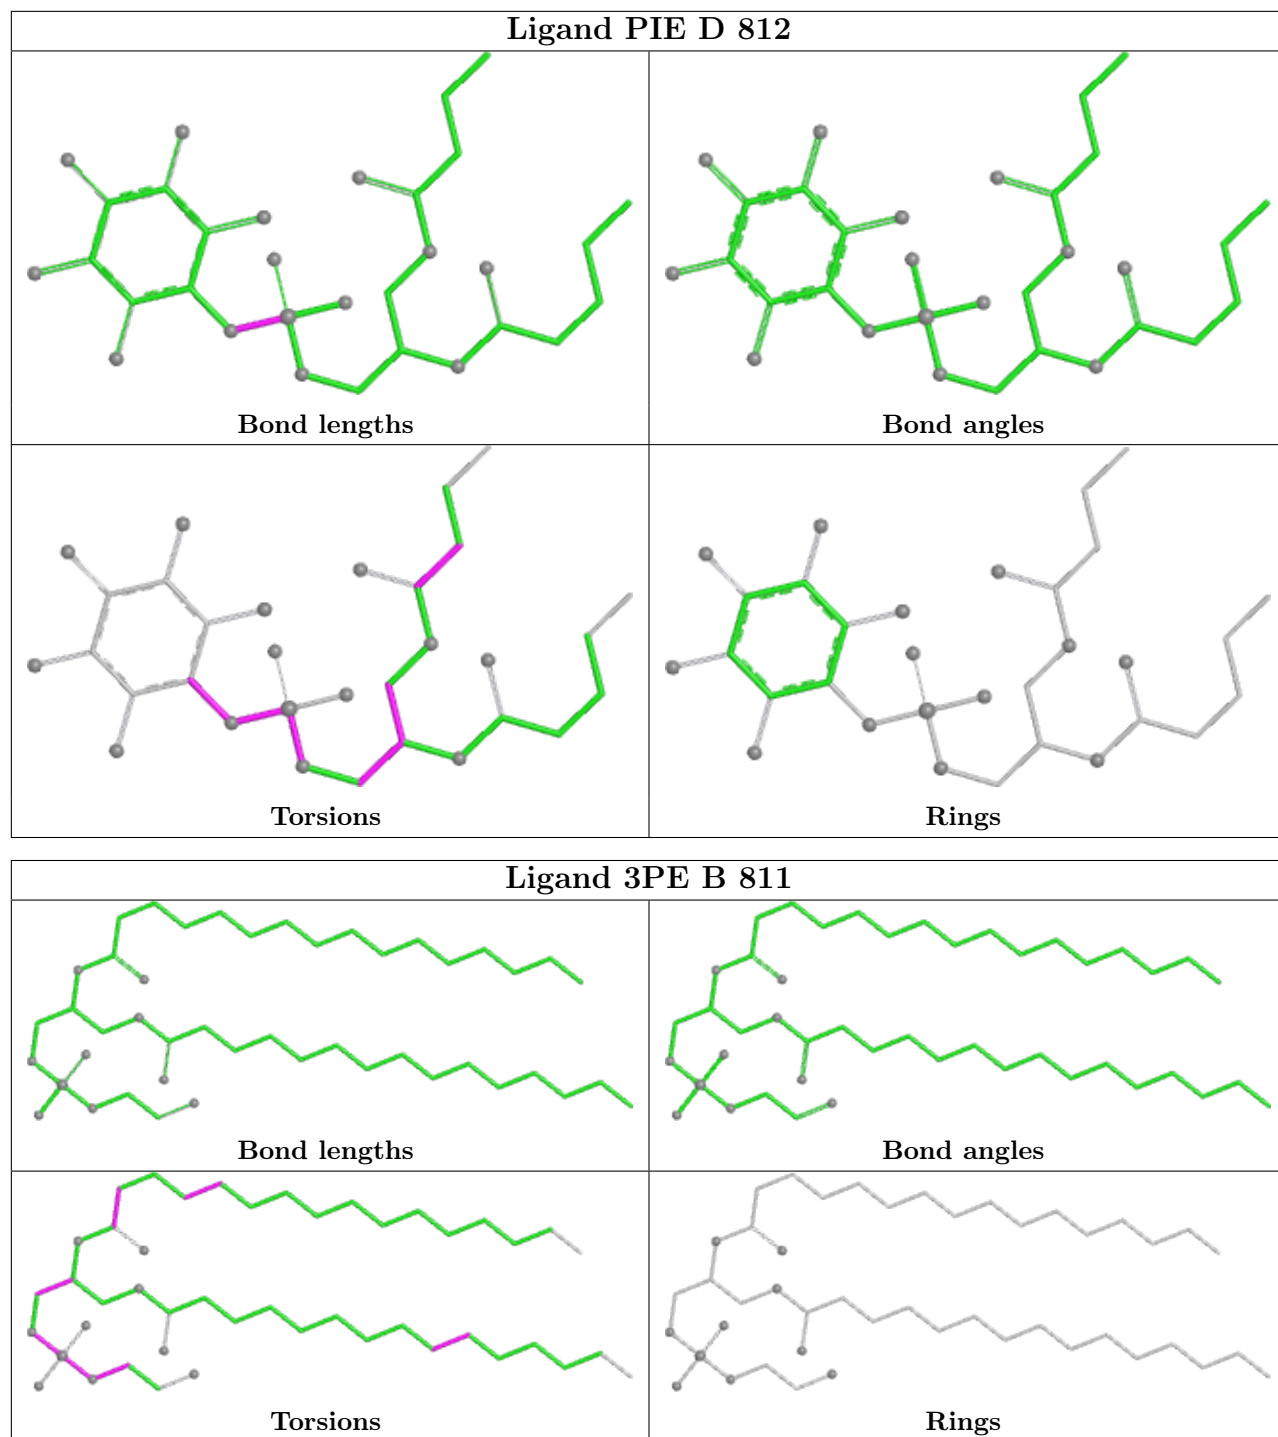 Ligand PIE D 812
Bond lengths
Bond angles
Torsions
Rings
Ligand 3PE B 811
Bond lengths
Bond angles
Torsions
Rings